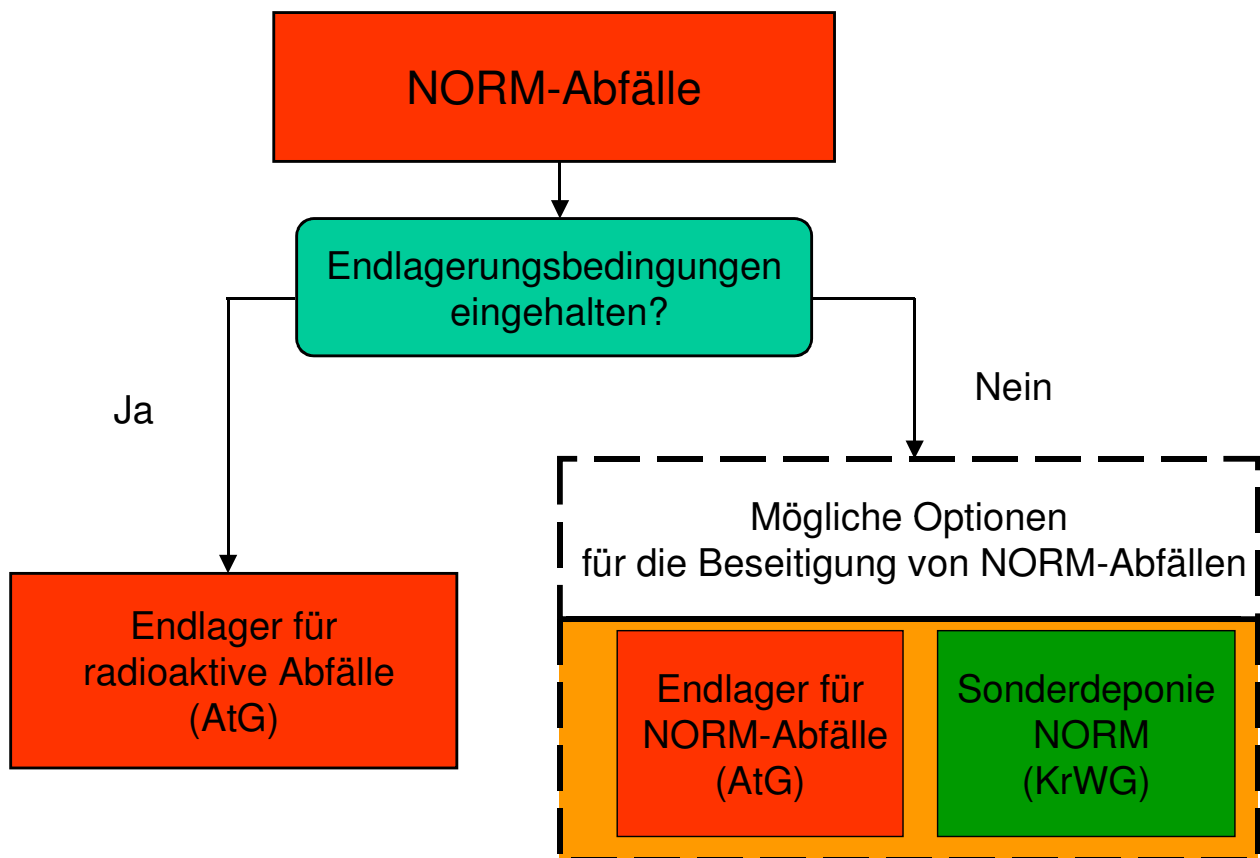 NORM-Abfälle
Endlagerungsbedingungen
eingehalten?
Ja
Nein
Mögliche Optionen
für die Beseitigung von NORM-Abfällen
Endlager für
radioaktive Abfälle
(AtG)
Endlager für
NORM-Abfälle
(AtG)
Sonderdeponie
NORM
(KrWG)